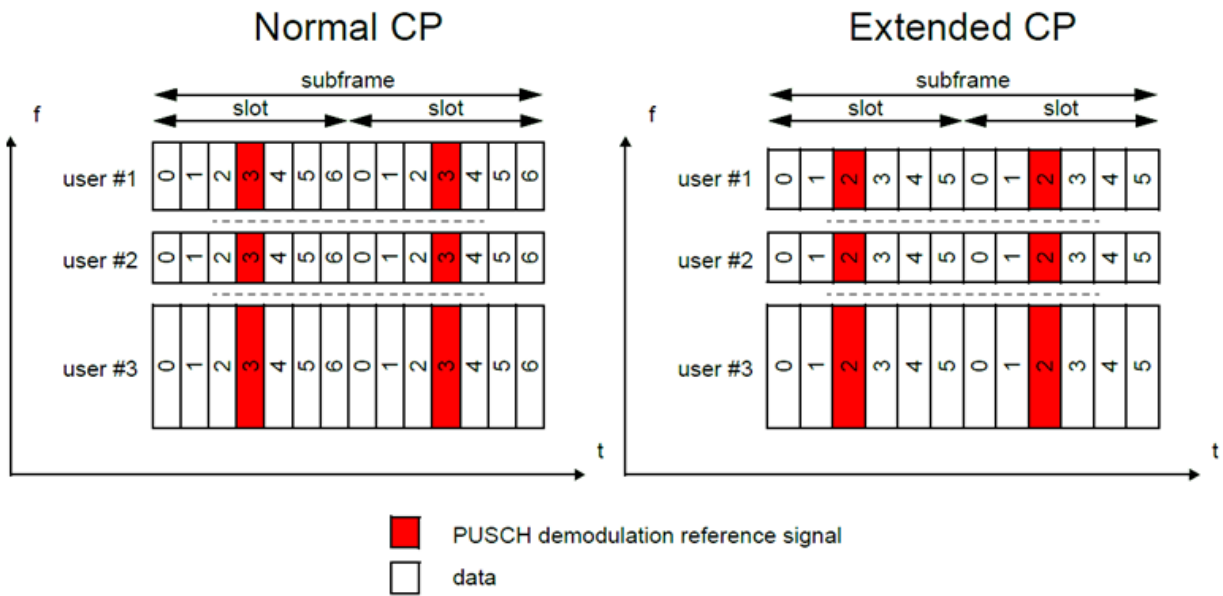 Normal CP
Extended CP
subframe
slot slot
f
user #1 0 1 2 3 4 5 6 0 1 2 3 4 5 6
user #2 0 1 2 3 4 5 6 0 1 2 3 4 5 6
user #3 0 1 2 3 4 5 6 0 1 2 3 4 5 6
t
subframe
slot slot
f
user #1 0 1 2 3 4 5 0 1 2 3 4 5
user #2 0 1 2 3 4 5 0 1 2 3 4 5
user #3 0 1 2 3 4 5 0 1 2 3 4 5
t
PUSCH demodulation reference signal
data